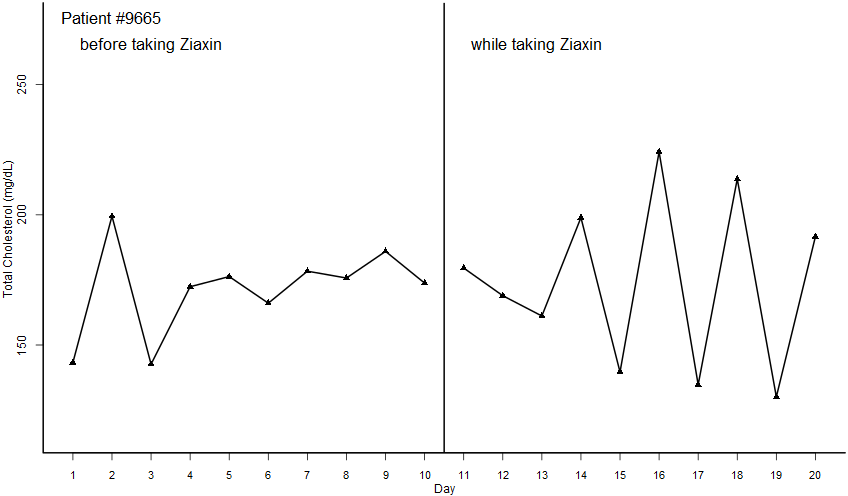 Patient #9665
before taking Ziaxin
while taking Ziaxin
Total Cholesterol (mg/dL)
250
200
150
1 2 3 4 5 6 7 8 9 10 11 12 13 14 15 16 17 18 19 20
Day